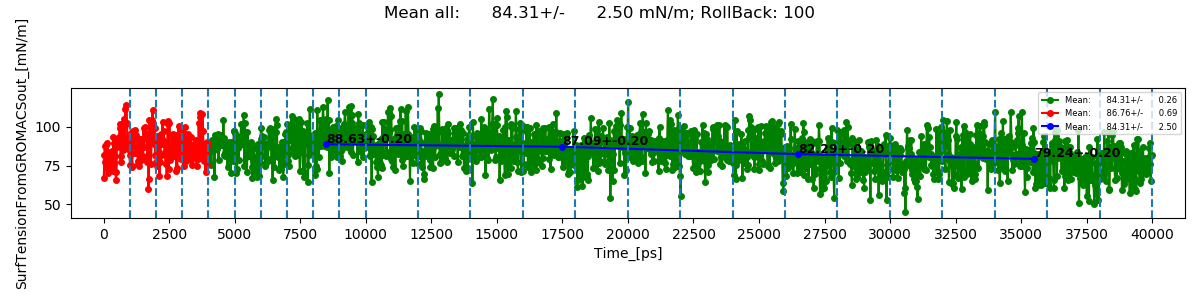 Mean all:      84.31+/-      2.50 mN/m; RollBack: 100
SurfTensionFromGROMACSout_[mN/m]
100
75
50
88.63+-0.20
87.09+-0.20
82.29+-0.20
79.24+-0.20
Mean:      84.31+/-      0.26
Mean:      86.76+/-      0.69
Mean:      84.31+/-      2.50
0 2500 5000 7500 10000 12500 15000 17500 20000 22500 25000 27500 30000 32500 35000 37500 40000
Time_[ps]